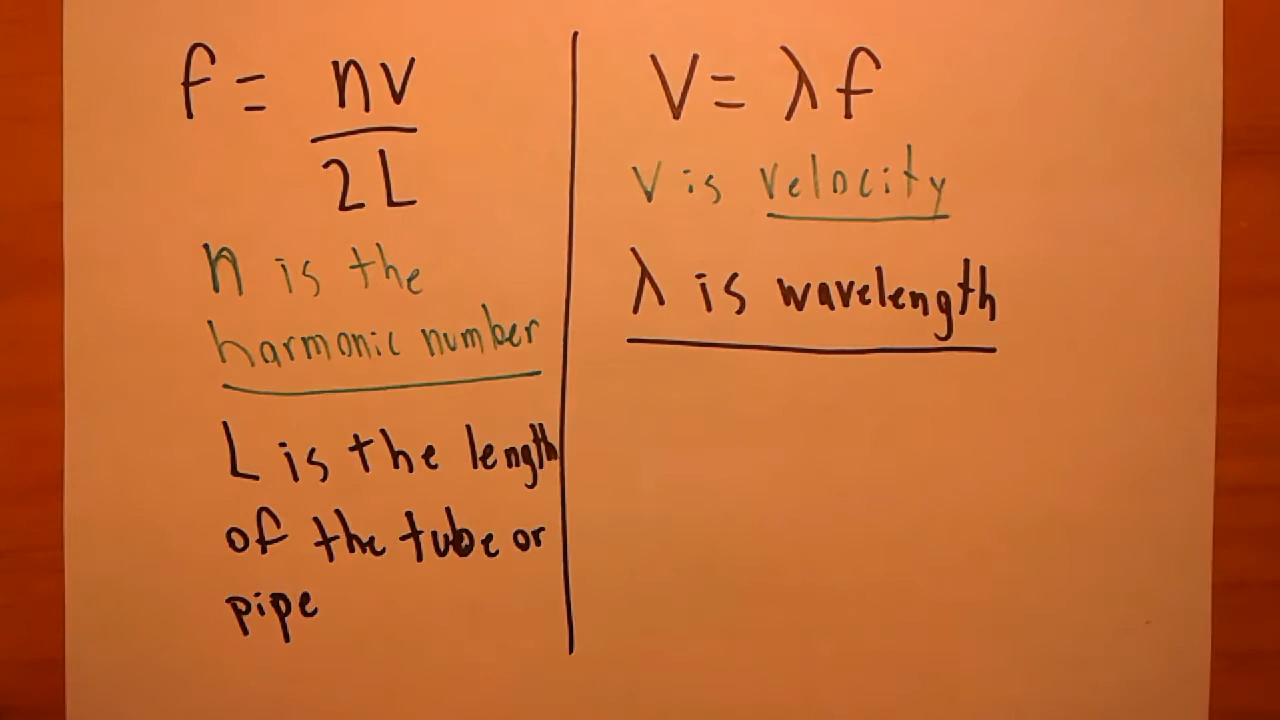 f = nv
2L
n is the
harmonic number
L is the length
of the tube or
pipe
V = λf
v is velocity
λ is wavelength